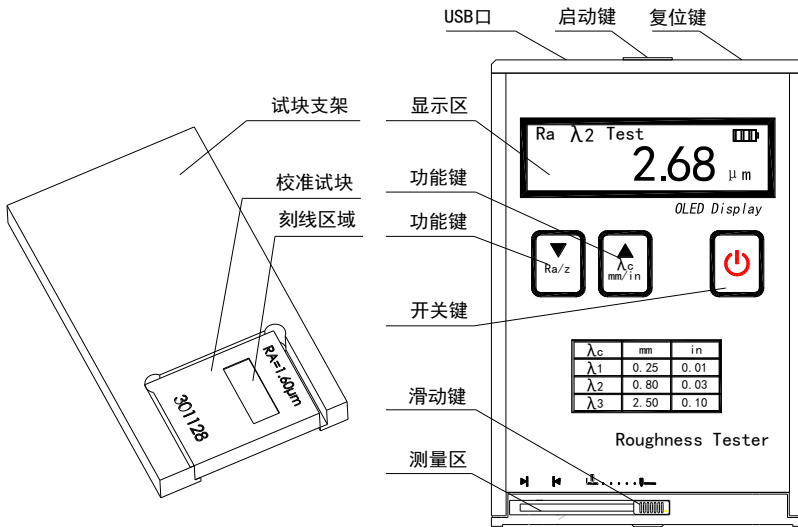 USB口
启动键
复位键
试块支架
显示区
Ra λ2 Test
2.68 μm
OLED Display
校准试块
功能键
刻线区域
功能键
Ra/z
λc
mm/in
开关键
RA=1.60μm
301128
λc mm in
λ1 0.25 0.01
λ2 0.80 0.03
λ3 2.50 0.10
滑动键
Roughness Tester
测量区